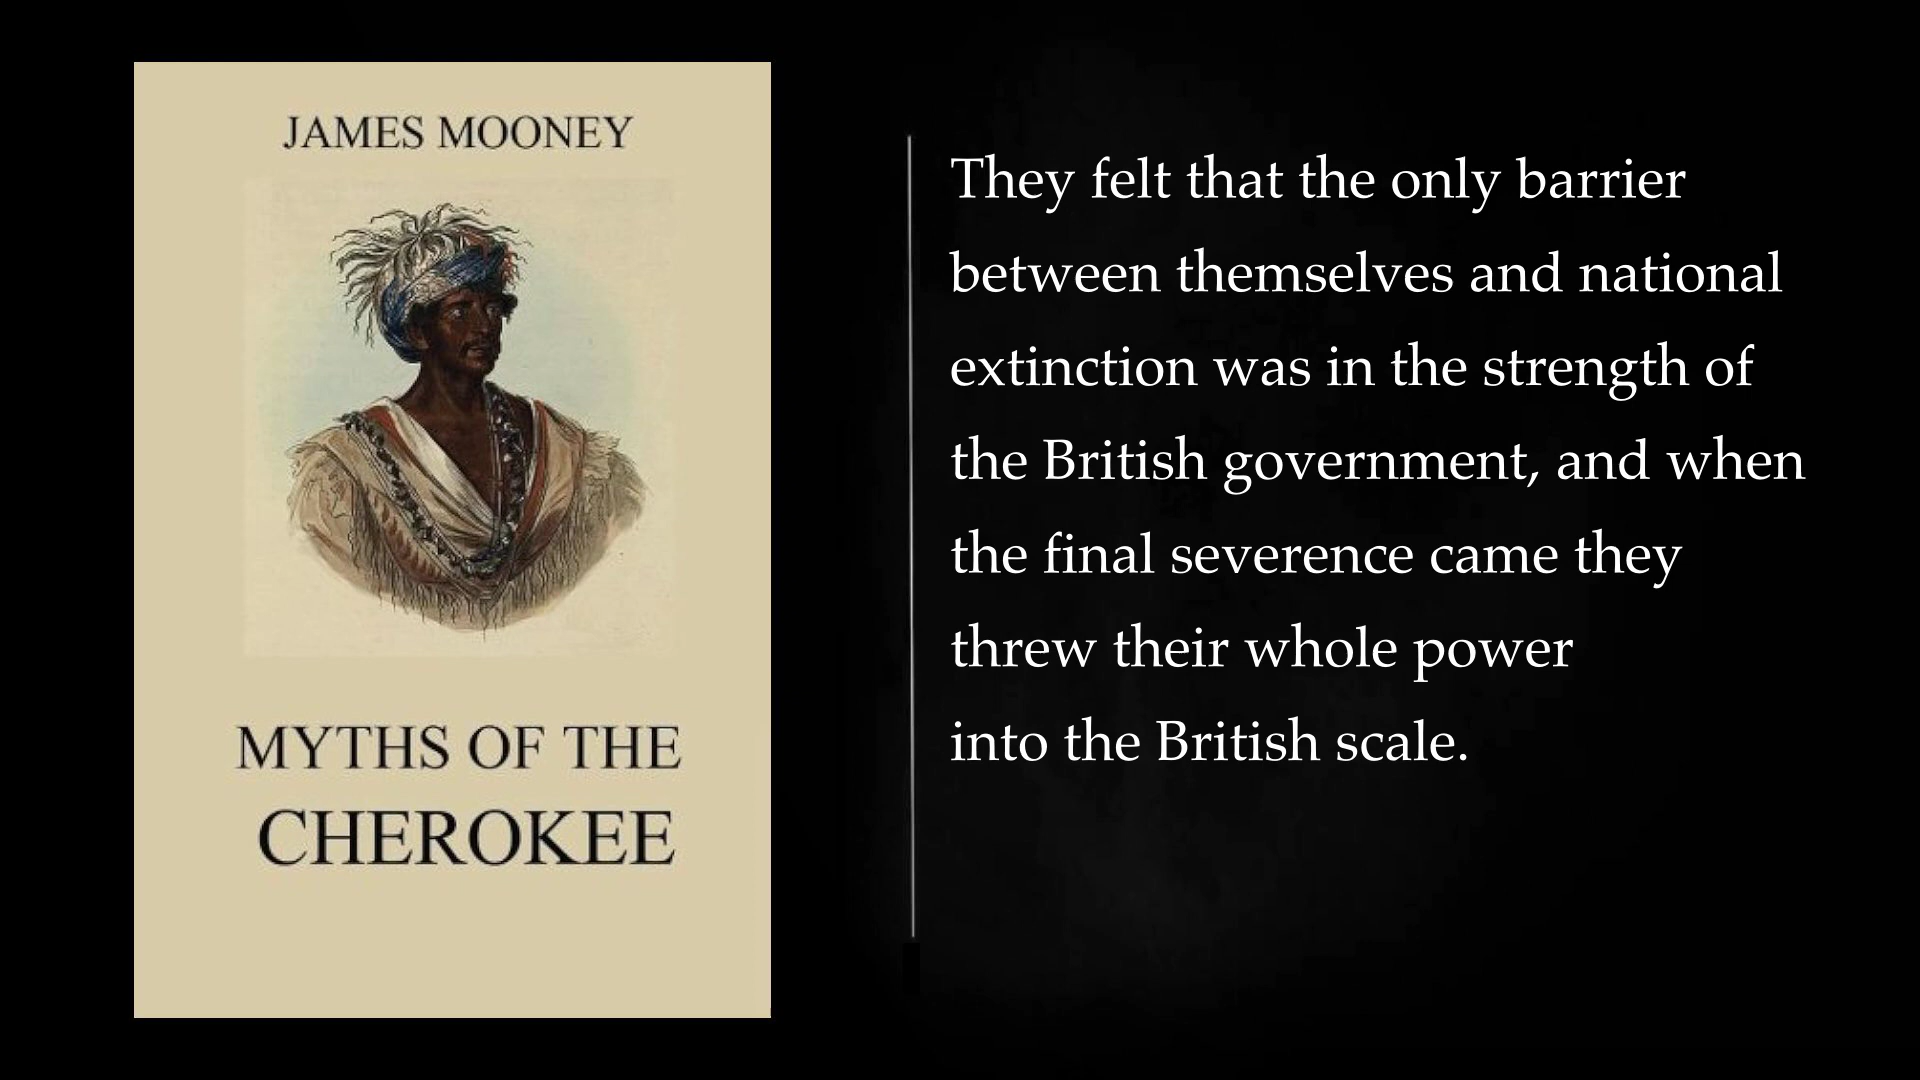 JAMES MOONEY
MYTHS OF THE
CHEROKEE
They felt that the only barrier
between themselves and national
extinction was in the strength of
the British government, and when
the final severence came they
threw their whole power
into the British scale.